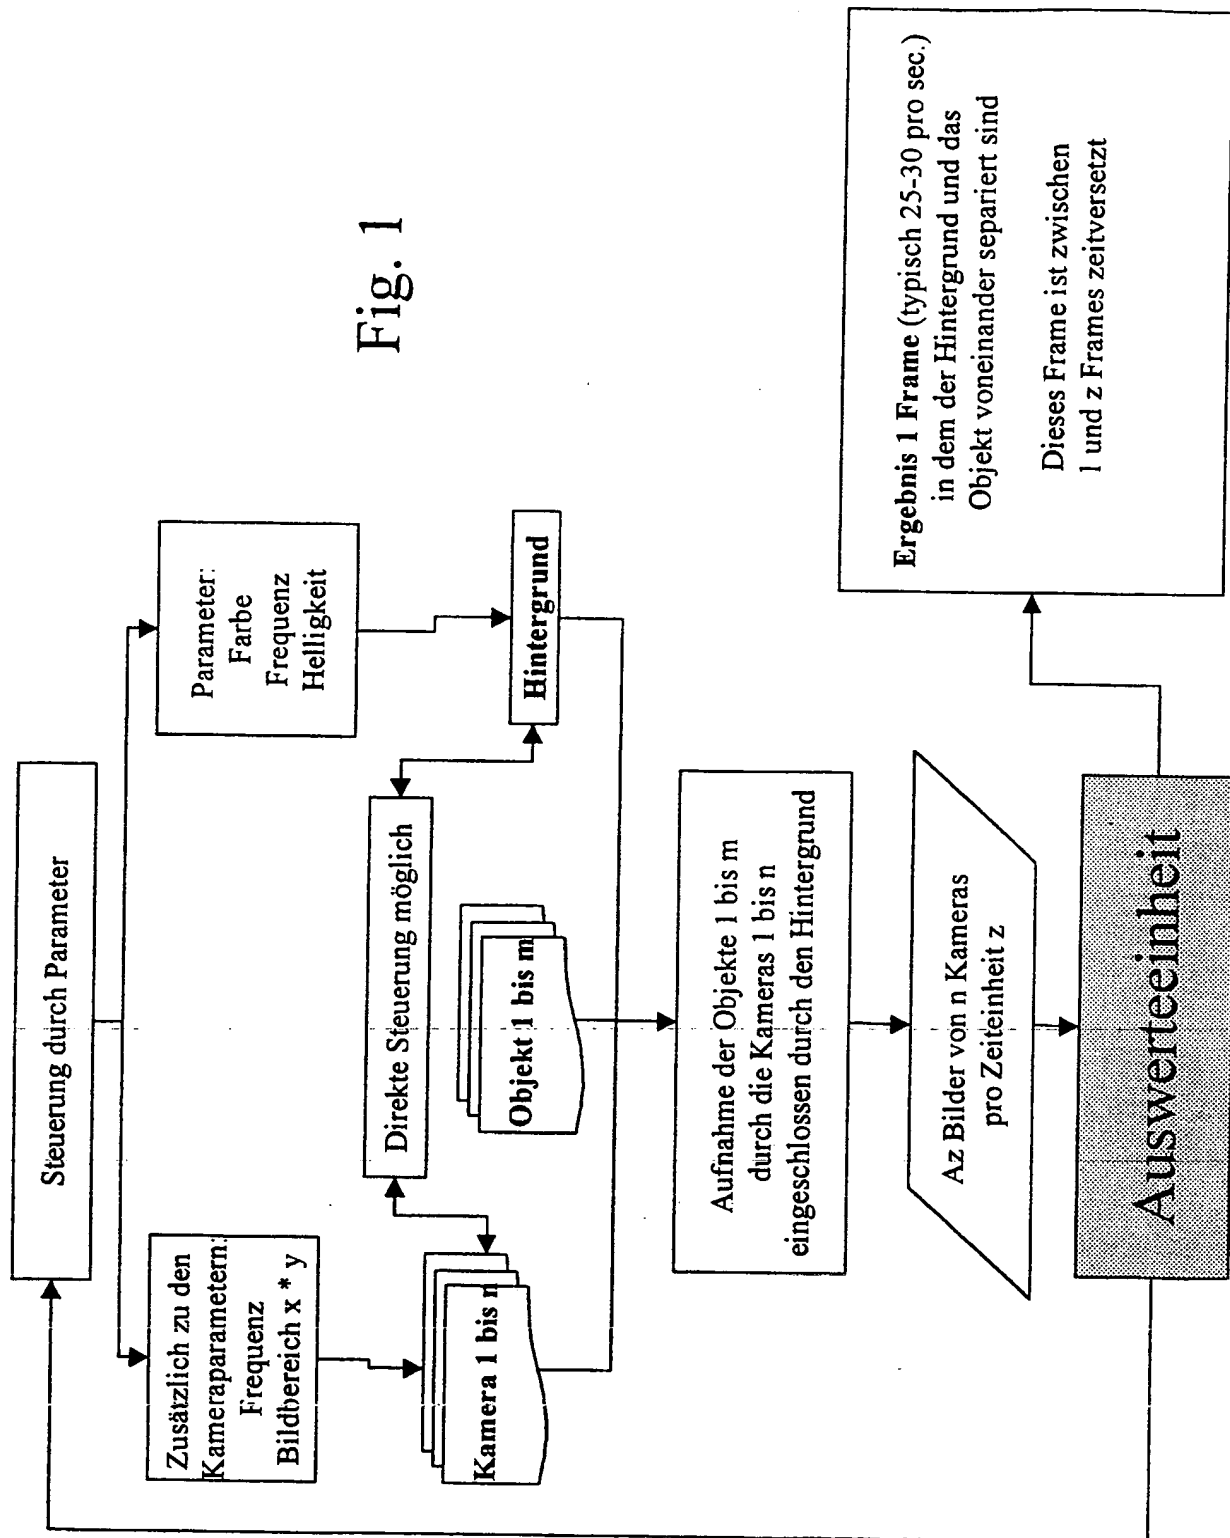 Steuerung durch Parameter
Zusätzlich zu den
Kameraparametern:
Frequenz
Bildbereich x * y
Parameter:
Farbe
Frequenz
Helligkeit
Direkte Steuerung möglich
Kamera 1 bis n
Objekt 1 bis m
Hintergrund
Fig. 1
Aufnahme der Objekte 1 bis m
durch die Kameras 1 bis n
eingeschlossen durch den Hintergrund
Az Bilder von n Kameras
pro Zeiteinheit z
Auswerteeinheit
Ergebnis 1 Frame (typisch 25-30 pro sec.)
in dem der Hintergrund und das
Objekt voneinander separiert sind
Dieses Frame ist zwischen
1 und z Frames zeitversetzt